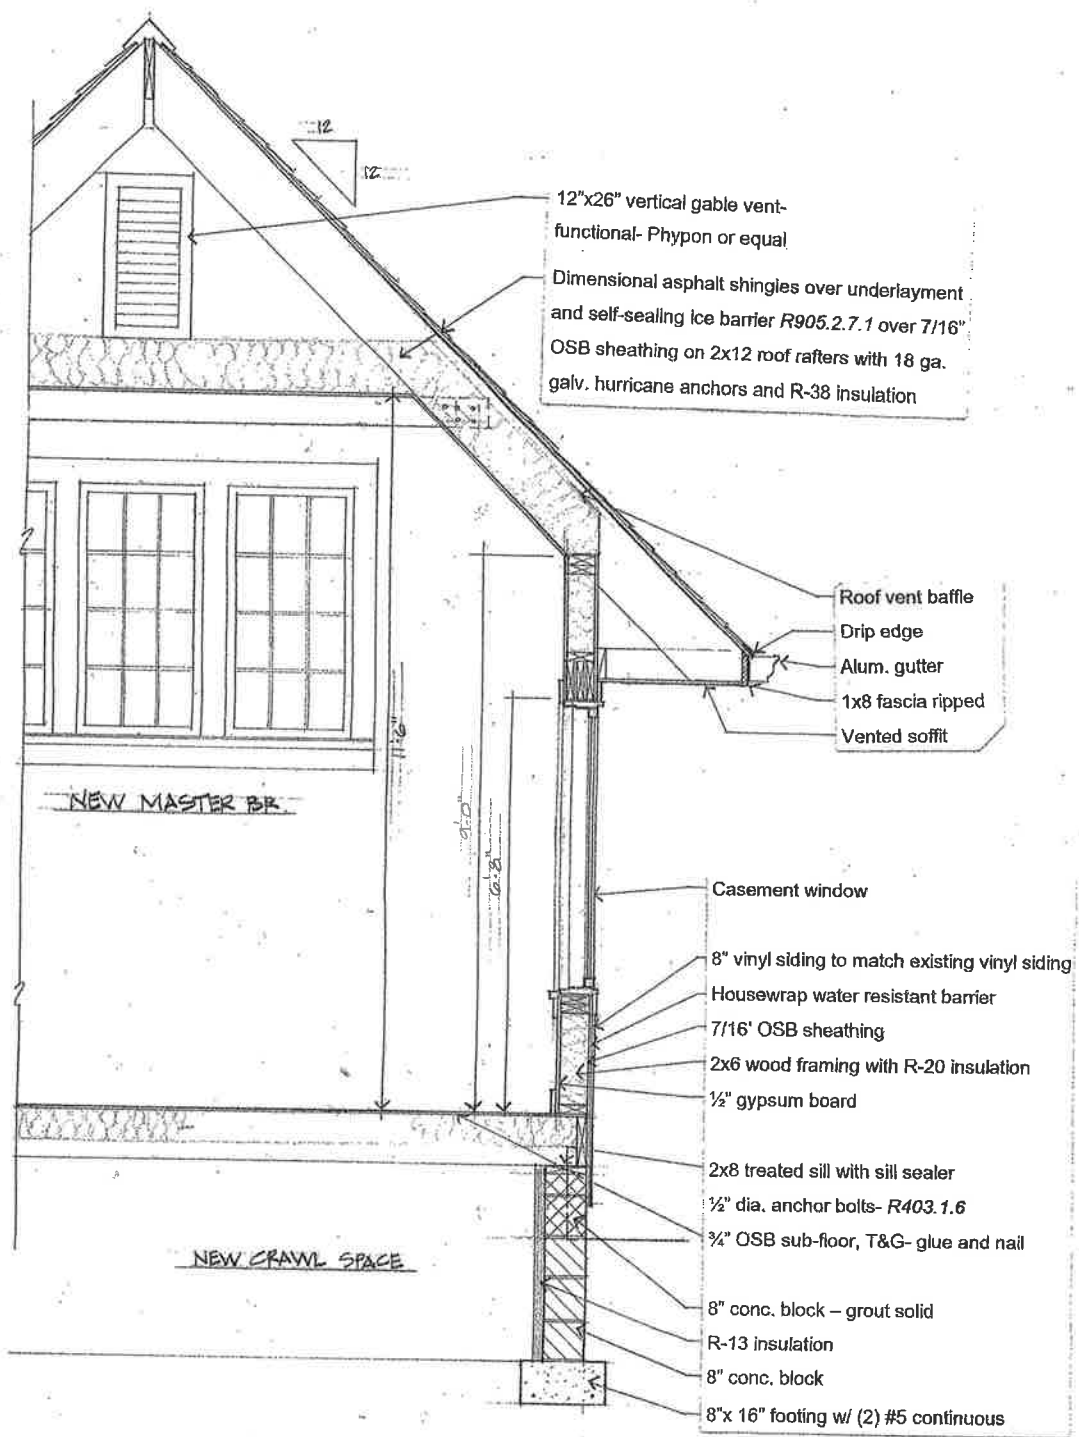 12
12
12"x26" vertical gable vent-
functional- Phypon or equal
Dimensional asphalt shingles over underlayment
and self-sealing ice barrier R905.2.7.1 over 7/16"
OSB sheathing on 2x12 roof rafters with 18 ga.
galv. hurricane anchors and R-38 insulation
Roof vent baffle
Drip edge
Alum. gutter
1x8 fascia ripped
Vented soffit
NEW MASTER BR.
9'-0"
6'-8"
Casement window
8" vinyl siding to match existing vinyl siding
Housewrap water resistant barrier
7/16' OSB sheathing
2x6 wood framing with R-20 insulation
½" gypsum board
2x8 treated sill with sill sealer
½" dia. anchor bolts- R403.1.6
¾" OSB sub-floor, T&G- glue and nail
NEW CRAWL SPACE
8" conc. block – grout solid
R-13 insulation
8" conc. block
8"x 16" footing w/ (2) #5 continuous